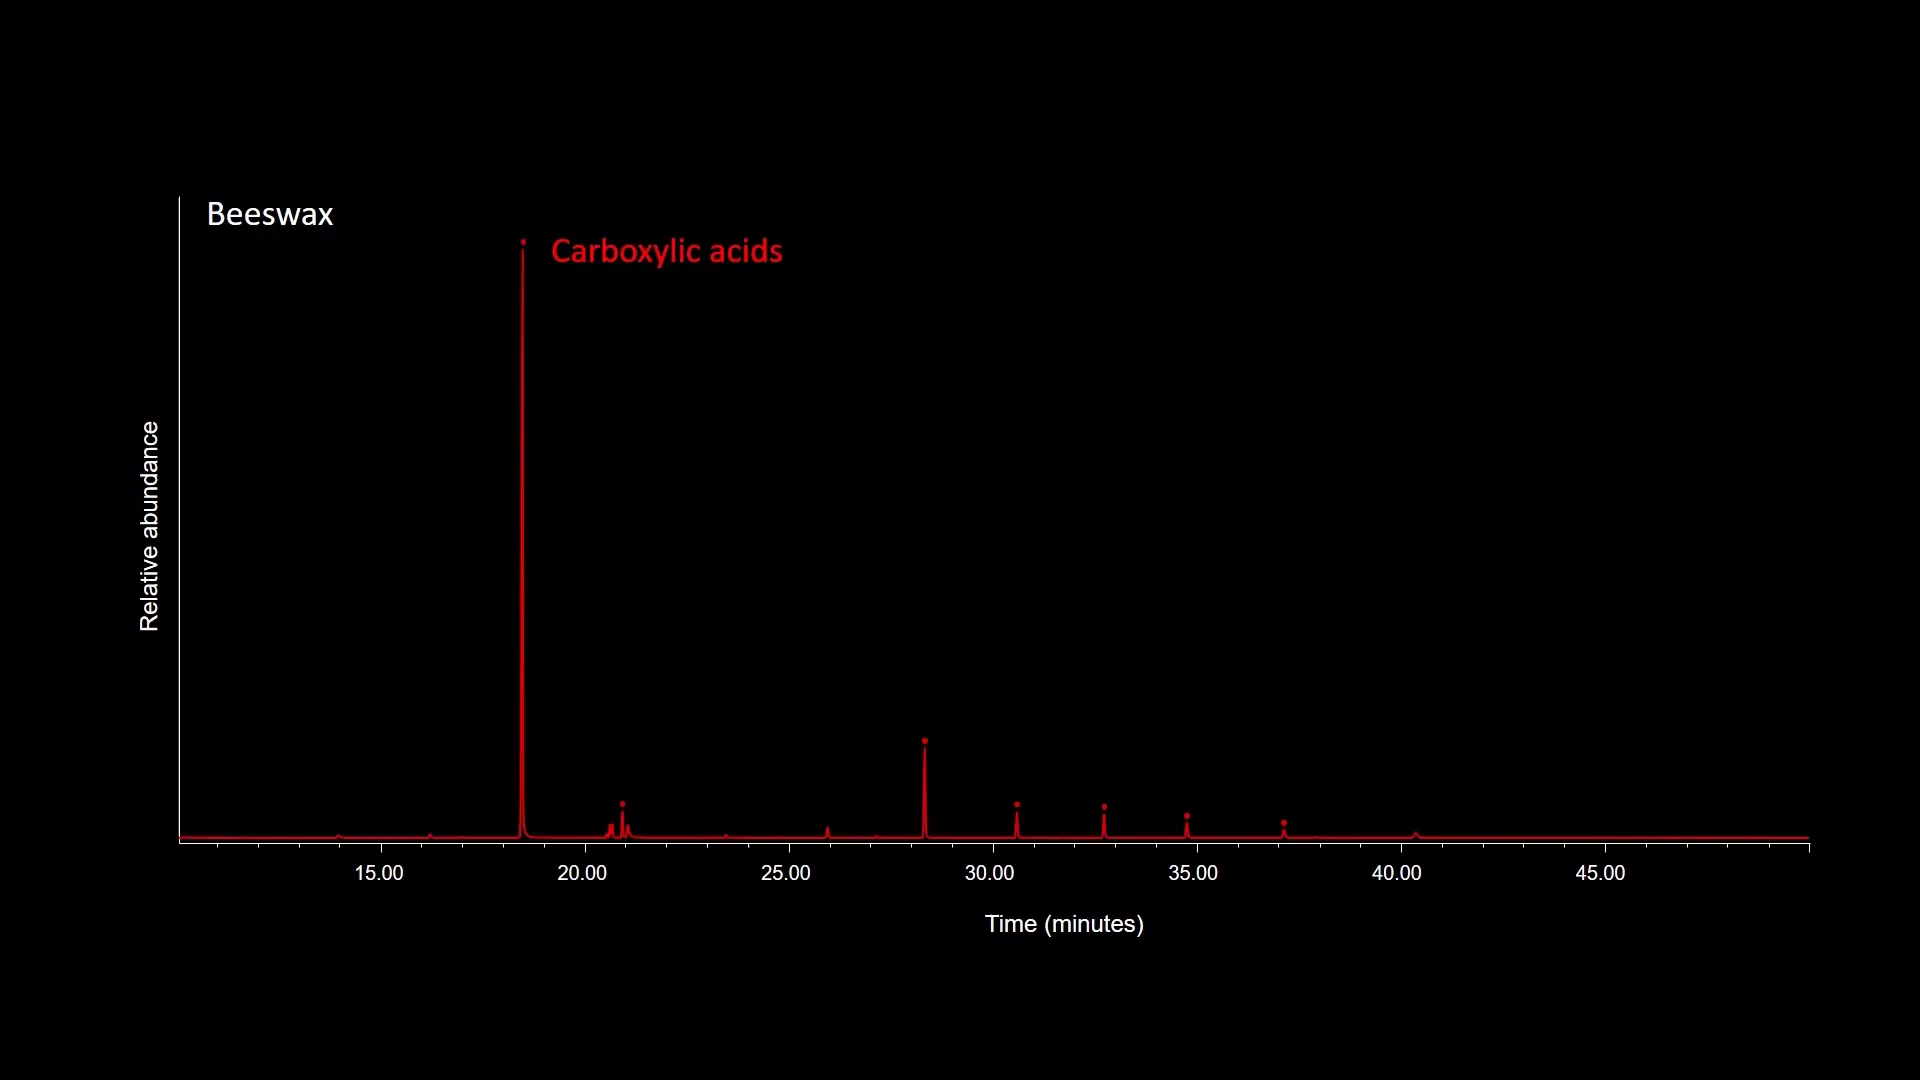 Beeswax
Carboxylic acids
Relative abundance
15.00 20.00 25.00 30.00 35.00 40.00 45.00
Time (minutes)